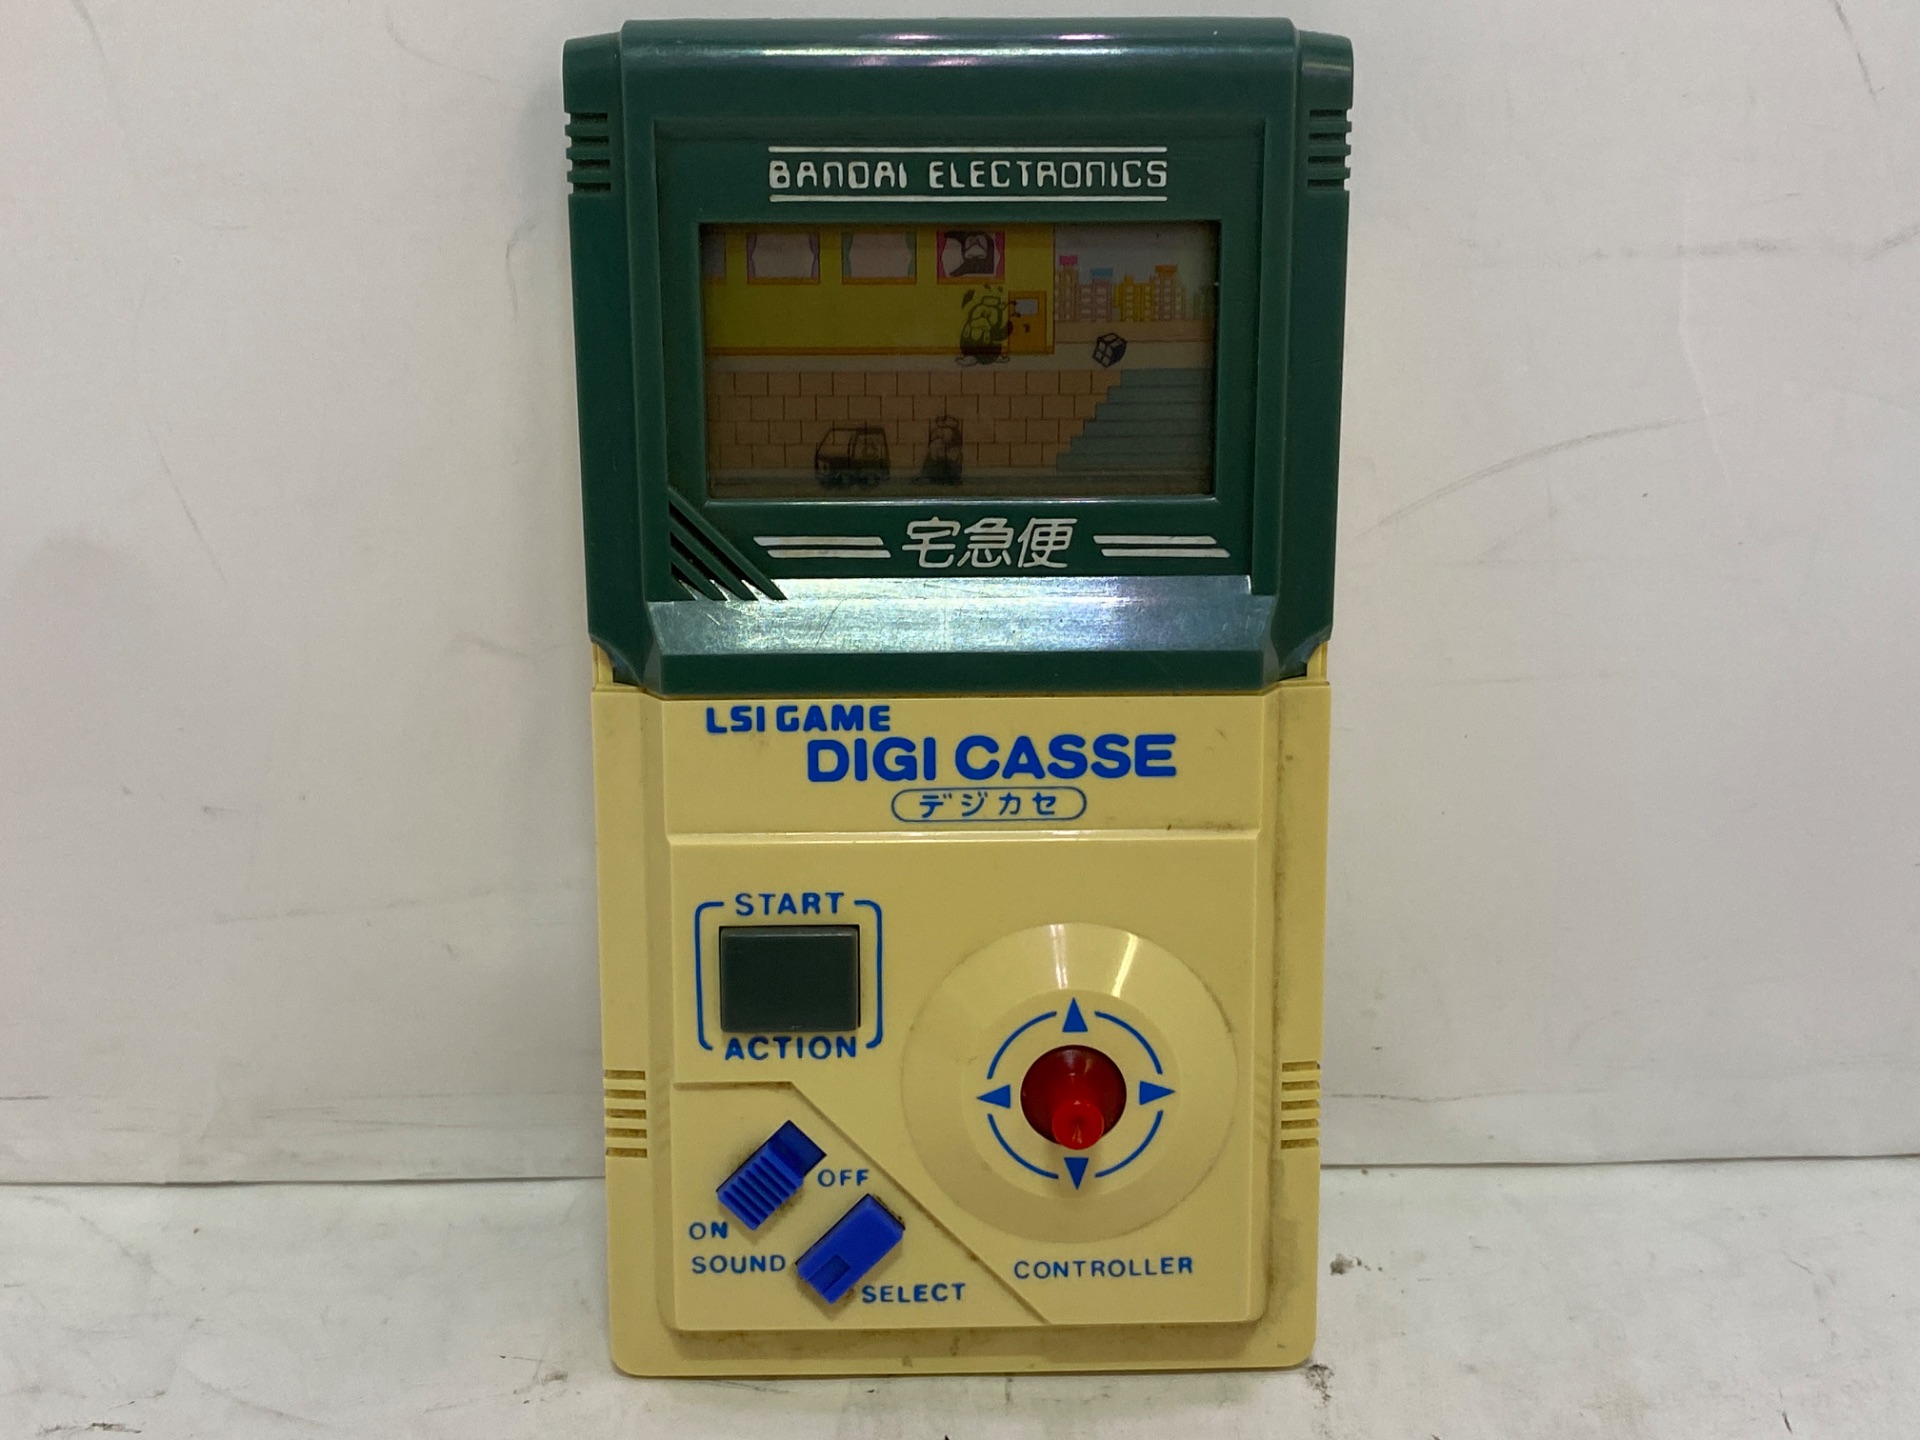 BANDAI ELECTRONICS
宅急便
LSI GAME
DIGI CASSE
デジカセ
START
ACTION
OFF
ON
SOUND
SELECT
CONTROLLER